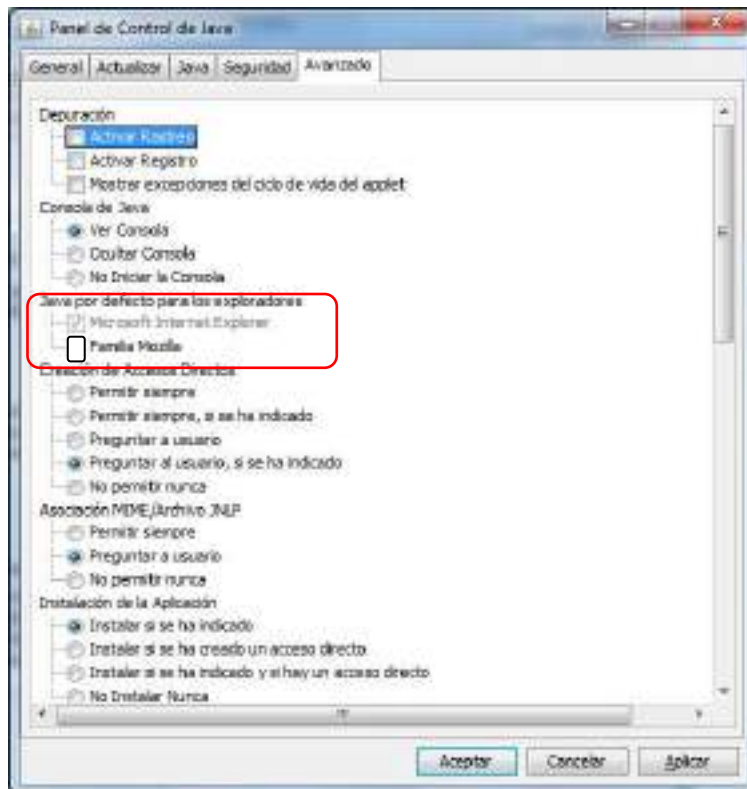 Panel de Control de Java
General Actualizar Java Seguridad Avanzado
Depuración
Activar Rastreo
Activar Registro
Mostrar excepciones del ciclo de vida del applet
Consola de Java
Ver Consola
Ocultar Consola
No Iniciar la Consola
Java por defecto para los exploradores
Microsoft Internet Explorer
Familia Mozilla
Creación de Accesos Directos
Permitir siempre
Permitir siempre, si se ha indicado
Preguntar a usuario
Preguntar al usuario, si se ha indicado
No permitir nunca
Asociación MIME/Archivo JNLP
Permitir siempre
Preguntar a usuario
No permitir nunca
Instalación de la Aplicación
Instalar si se ha indicado
Instalar si se ha creado un acceso directo
Instalar si se ha indicado y si hay un acceso directo
No Instalar Nunca
Aceptar Cancelar Aplicar